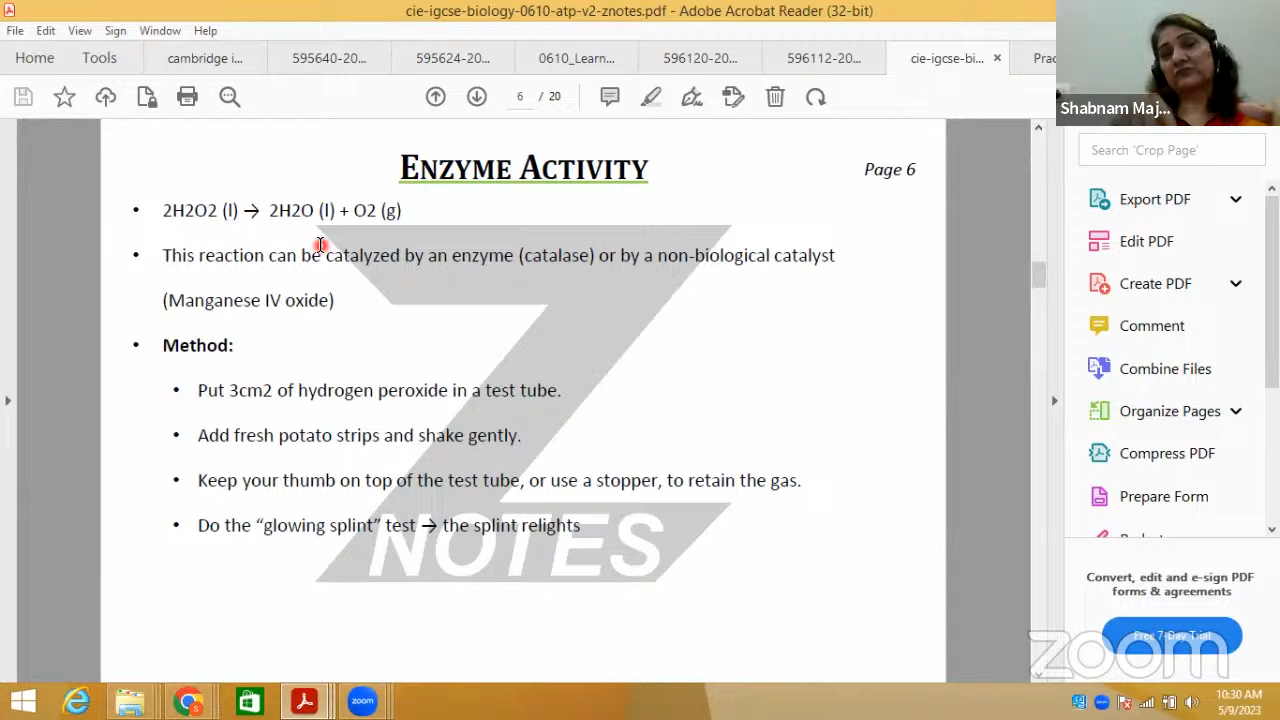 cie-igcse-biology-0610-atp-v2-znotes.pdf - Adobe Acrobat Reader (32-bit)
File Edit View Sign Window Help
Home Tools cambridge i... 595640-20... 595624-20... 0610_Learn... 596120-20... 596112-20... cie-igcse-bi... × Prac
6 / 20
Shabnam Maj...
Search 'Crop Page'
ENZYME ACTIVITY
Page 6
• 2H2O2 (l) → 2H2O (l) + O2 (g)
• This reaction can be catalyzed by an enzyme (catalase) or by a non-biological catalyst
(Manganese IV oxide)
• Method:
• Put 3cm2 of hydrogen peroxide in a test tube.
• Add fresh potato strips and shake gently.
• Keep your thumb on top of the test tube, or use a stopper, to retain the gas.
• Do the “glowing splint” test → the splint relights
Z
NOTES
Export PDF
Edit PDF
Create PDF
Comment
Combine Files
Organize Pages
Compress PDF
Prepare Form
Convert, edit and e-sign PDF
forms & agreements
Free 7-Day Trial
zoom
zoom
10:30 AM
5/9/2023